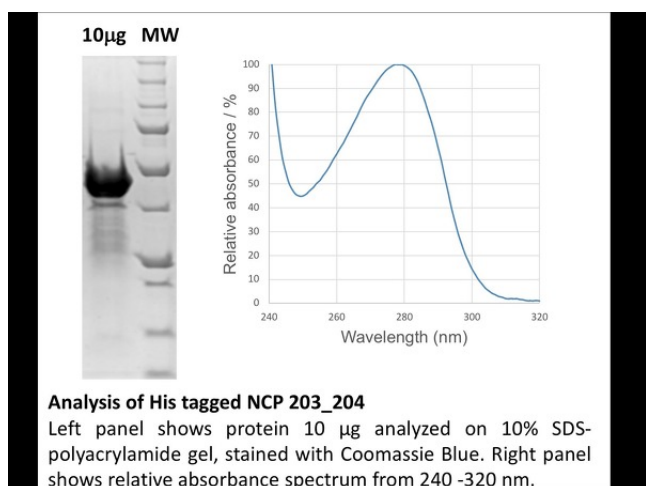 10µg MW
Relative absorbance / %
100
90
80
70
60
50
40
30
20
10
0
240 260 280 300 320
Wavelength (nm)
Analysis of His tagged NCP 203_204
Left panel shows protein 10 µg analyzed on 10% SDS-
polyacrylamide gel, stained with Coomassie Blue. Right panel
shows relative absorbance spectrum from 240 -320 nm.